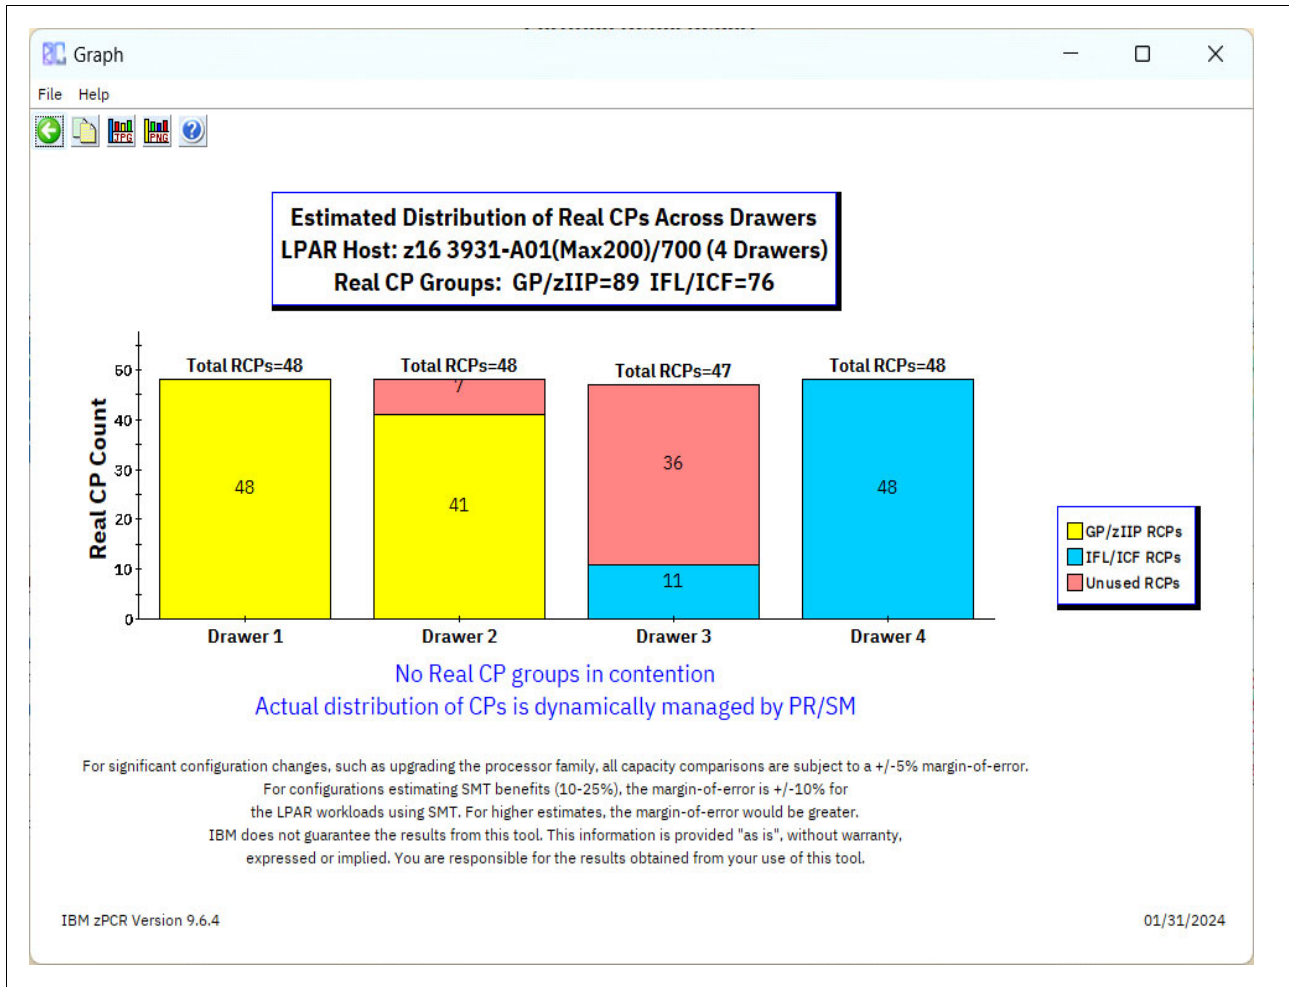 Graph
File Help
JPG PNG ?
Estimated Distribution of Real CPs Across Drawers
LPAR Host: z16 3931-A01(Max200)/700 (4 Drawers)
Real CP Groups: GP/zIIP=89 IFL/ICF=76
Total RCPs=48
Total RCPs=48
Total RCPs=47
Total RCPs=48
Real CP Count
50
40
30
20
10
0
48
7
41
36
11
48
Drawer 1
Drawer 2
Drawer 3
Drawer 4
GP/zIIP RCPs
IFL/ICF RCPs
Unused RCPs
No Real CP groups in contention
Actual distribution of CPs is dynamically managed by PR/SM
For significant configuration changes, such as upgrading the processor family, all capacity comparisons are subject to a +/-5% margin-of-error.
For configurations estimating SMT benefits (10-25%), the margin-of-error is +/-10% for
the LPAR workloads using SMT. For higher estimates, the margin-of-error would be greater.
IBM does not guarantee the results from this tool. This information is provided "as is", without warranty,
expressed or implied. You are responsible for the results obtained from your use of this tool.
IBM zPCR Version 9.6.4
01/31/2024